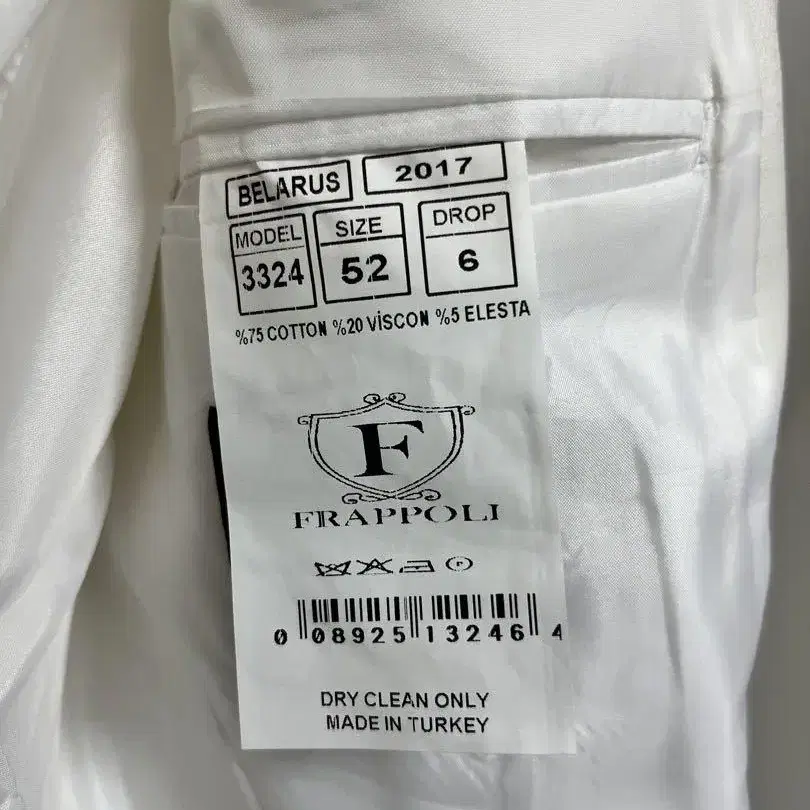 BELARUS 2017
MODEL SIZE DROP
3324 52 6
%75 COTTON %20 VİSCON %5 ELESTA
F
FRAPPOLI
P
0 08925 13246 4
DRY CLEAN ONLY
MADE IN TURKEY